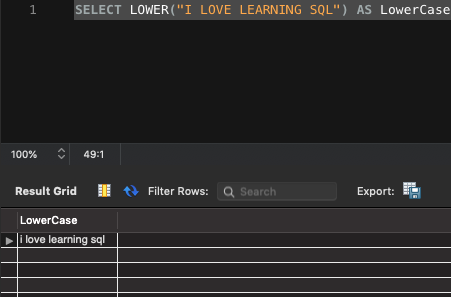 1 SELECT LOWER("I LOVE LEARNING SQL") AS LowerCase
100% 49:1
Result Grid Filter Rows: Search Export:
LowerCase
i love learning sql